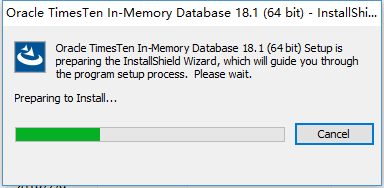 Oracle TimesTen In-Memory Database 18.1 (64 bit) - InstallShi...
Oracle TimesTen In-Memory Database 18.1 (64 bit) Setup is
preparing the InstallShield Wizard, which will guide you through
the program setup process. Please wait.
Preparing to Install...
Cancel